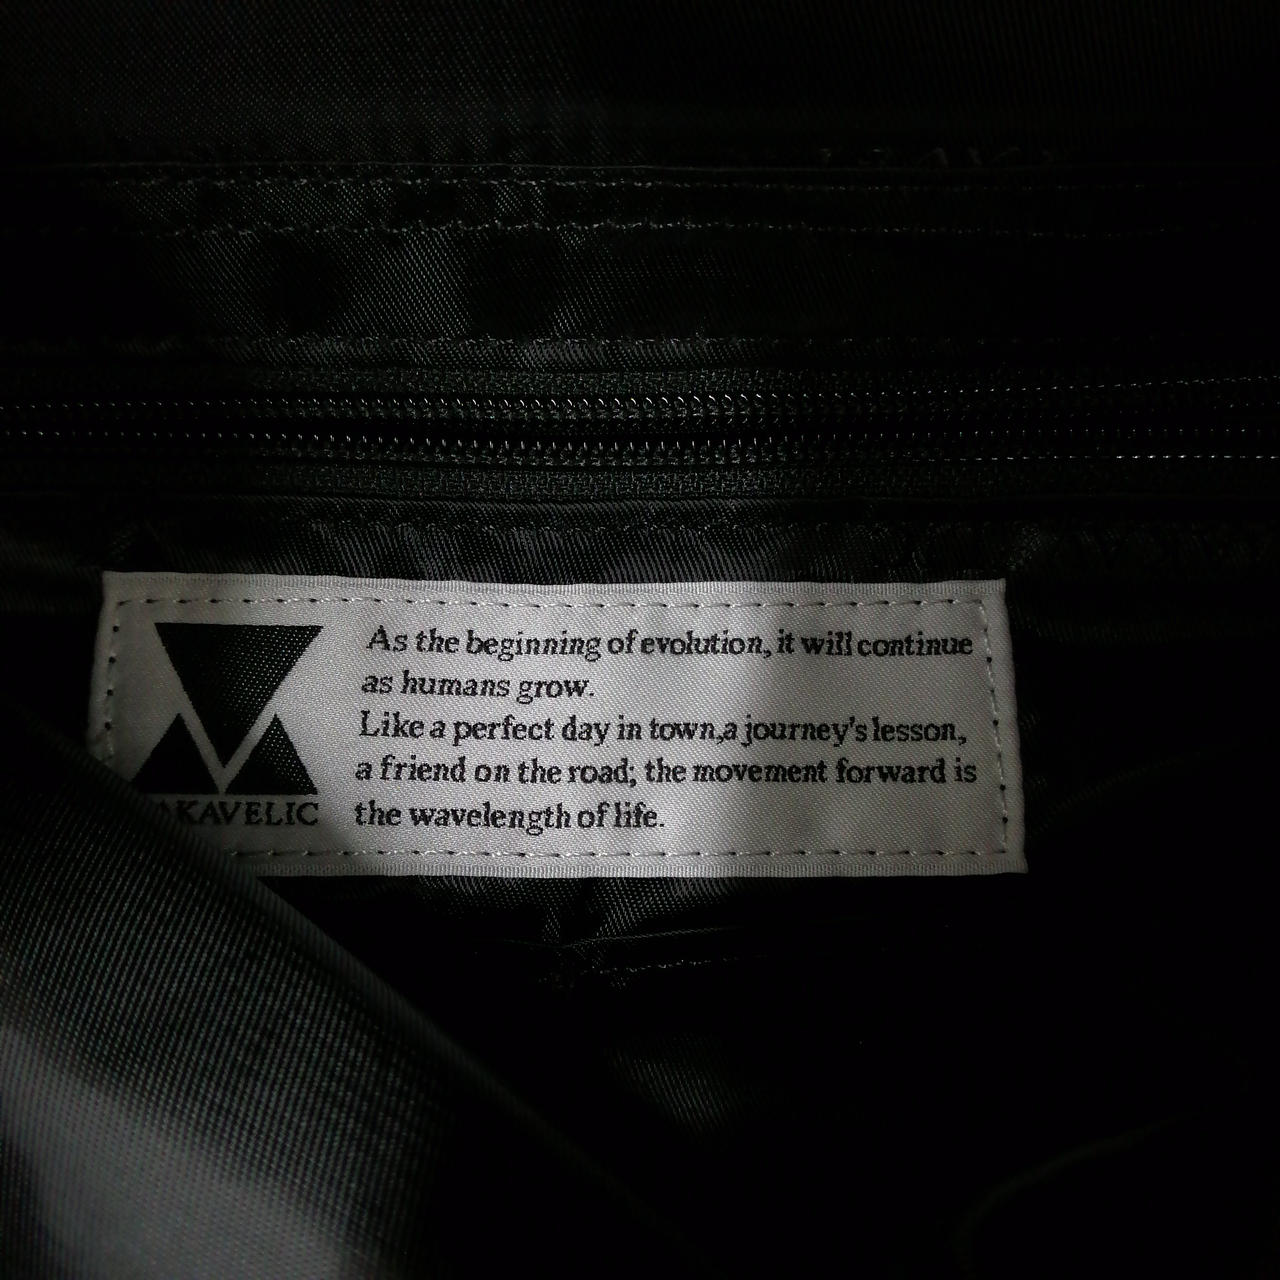 As the beginning of evolution, it will continue
as humans grow.
Like a perfect day in town,a journey's lesson,
a friend on the road; the movement forward is
the wavelength of life.
AKAVELIC